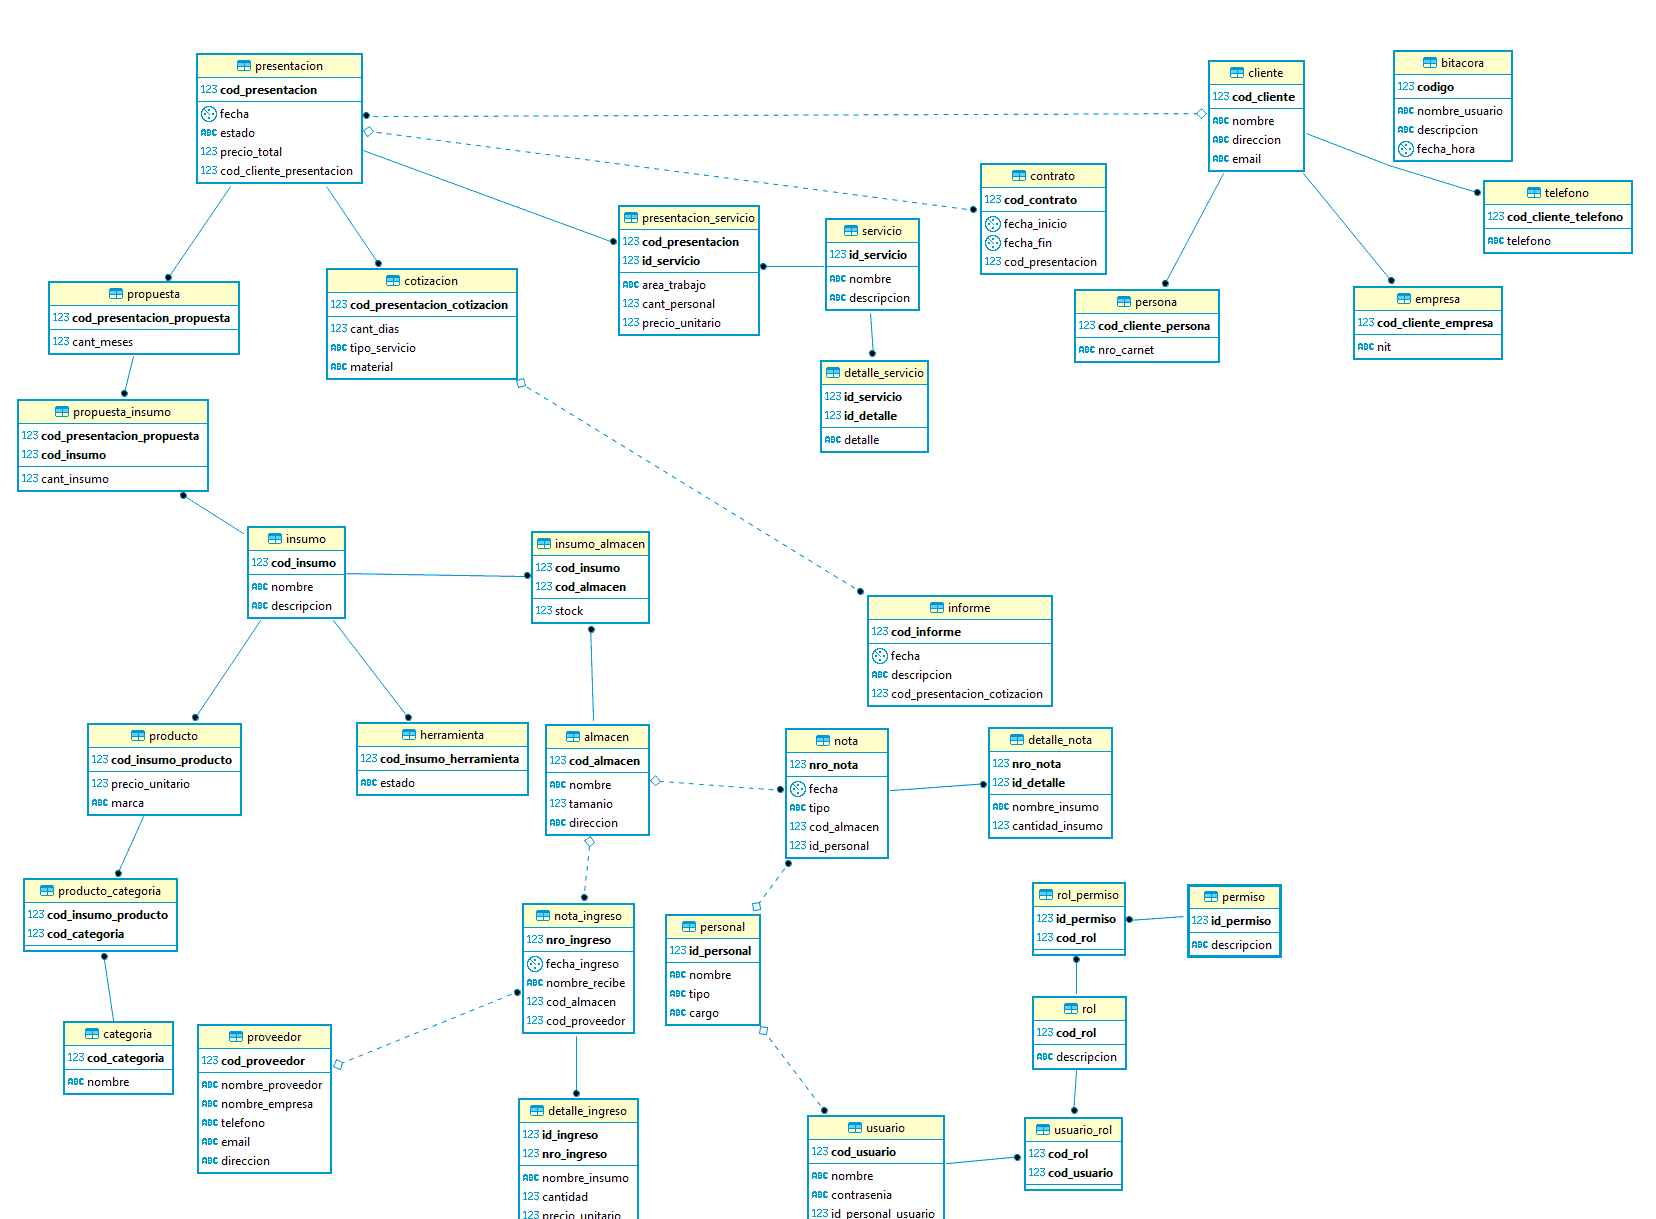 presentacion
123 cod_presentacion
fecha
ABC estado
123 precio_total
123 cod_cliente_presentacion
cliente
123 cod_cliente
ABC nombre
ABC direccion
ABC email
bitacora
123 codigo
ABC nombre_usuario
ABC descripcion
fecha_hora
contrato
123 cod_contrato
fecha_inicio
fecha_fin
123 cod_presentacion
telefono
123 cod_cliente_telefono
ABC telefono
presentacion_servicio
123 cod_presentacion
123 id_servicio
ABC area_trabajo
123 cant_personal
123 precio_unitario
servicio
123 id_servicio
ABC nombre
ABC descripcion
propuesta
123 cod_presentacion_propuesta
123 cant_meses
cotizacion
123 cod_presentacion_cotizacion
123 cant_dias
ABC tipo_servicio
ABC material
persona
123 cod_cliente_persona
ABC nro_carnet
empresa
123 cod_cliente_empresa
ABC nit
detalle_servicio
123 id_servicio
123 id_detalle
ABC detalle
propuesta_insumo
123 cod_presentacion_propuesta
123 cod_insumo
123 cant_insumo
insumo
123 cod_insumo
ABC nombre
ABC descripcion
insumo_almacen
123 cod_insumo
123 cod_almacen
123 stock
informe
123 cod_informe
fecha
ABC descripcion
123 cod_presentacion_cotizacion
producto
123 cod_insumo_producto
123 precio_unitario
ABC marca
herramienta
123 cod_insumo_herramienta
ABC estado
almacen
123 cod_almacen
ABC nombre
123 tamanio
ABC direccion
nota
123 nro_nota
fecha
ABC tipo
123 cod_almacen
123 id_personal
detalle_nota
123 nro_nota
123 id_detalle
ABC nombre_insumo
123 cantidad_insumo
producto_categoria
123 cod_insumo_producto
123 cod_categoria
nota_ingreso
123 nro_ingreso
fecha_ingreso
ABC nombre_recibe
123 cod_almacen
123 cod_proveedor
personal
123 id_personal
ABC nombre
ABC tipo
ABC cargo
rol_permiso
123 id_permiso
123 cod_rol
permiso
123 id_permiso
ABC descripcion
rol
123 cod_rol
ABC descripcion
categoria
123 cod_categoria
ABC nombre
proveedor
123 cod_proveedor
ABC nombre_proveedor
ABC nombre_empresa
ABC telefono
ABC email
ABC direccion
detalle_ingreso
123 id_ingreso
123 nro_ingreso
ABC nombre_insumo
123 cantidad
123 precio_unitario
usuario
123 cod_usuario
ABC nombre
ABC contrasenia
123 id_personal_usuario
usuario_rol
123 cod_rol
123 cod_usuario